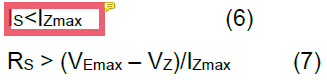 Is<IZmax (6)
Rs > (VEmax – Vz)/IZmax (7)